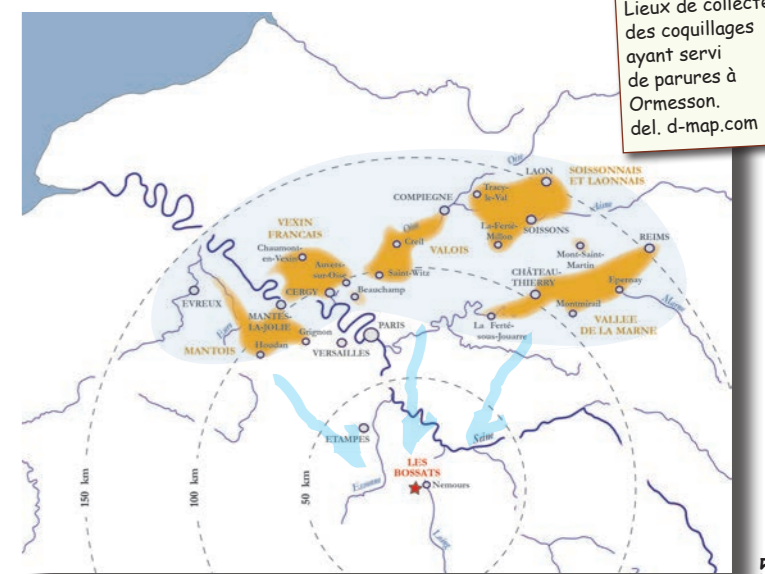 Lieux de collecte
des coquillages
ayant servi
de parures à
Ormesson.
del. d-map.com
Oise
LAON
SOISSONNAIS
ET LAONNAIS
Tracy-
le-Val
COMPIEGNE
Aisne
VEXIN
FRANCAIS
Oise
La-Ferté-
Millon
SOISSONS
Creil
VALOIS
REIMS
Chaumont-
en-Vexin
Mont-Saint-
Martin
Auvers-
sur-Oise
Saint-Witz
CHÂTEAU-
THIERRY
Epernay
CERGY
Beauchamp
EVREUX
Marne
MANTES-
LA-JOLIE
Montmirail
Eure
Grignon
PARIS
La Ferté-
sous-Jouarre
VALLEE
DE LA MARNE
MANTOIS
Houdan
VERSAILLES
ETAMPES
Seine
LES
BOSSATS
Essonne
Nemours
150 km
100 km
50 km
Loing